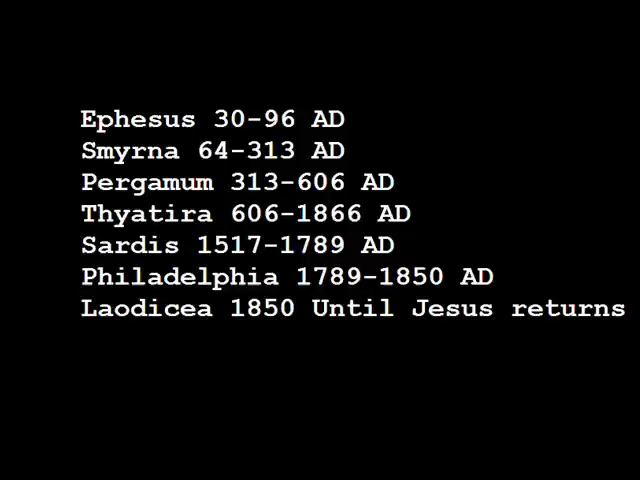 Ephesus 30-96 AD
Smyrna 64-313 AD
Pergamum 313-606 AD
Thyatira 606-1866 AD
Sardis 1517-1789 AD
Philadelphia 1789-1850 AD
Laodicea 1850 Until Jesus returns